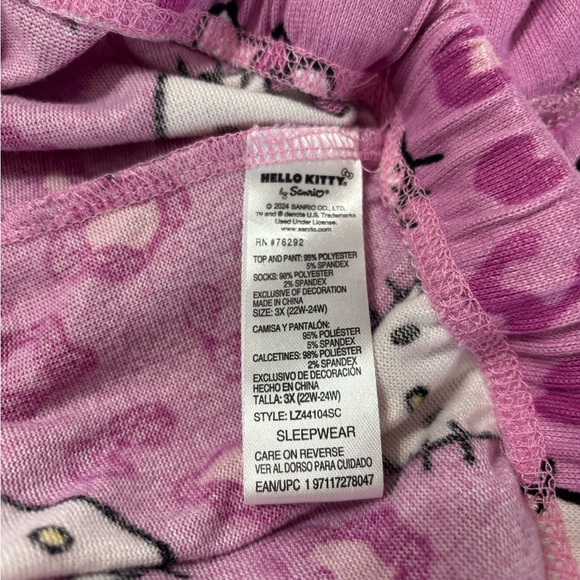 HELLO KITTY®
by Sanrio®
© 2024 SANRIO CO., LTD.
™ and ® denote U.S. Trademarks
Used Under License.
www.sanrio.com
RN #76292
TOP AND PANT: 95% POLYESTER
5% SPANDEX
SOCKS: 98% POLYESTER
2% SPANDEX
EXCLUSIVE OF DECORATION
MADE IN CHINA
SIZE: 3X (22W-24W)
CAMISA Y PANTALÓN:
95% POLIÉSTER
5% SPANDEX
CALCETINES: 98% POLIÉSTER
2% SPANDEX
EXCLUSIVO DE DECORACIÓN
HECHO EN CHINA
TALLA: 3X (22W-24W)
STYLE: LZ44104SC
SLEEPWEAR
CARE ON REVERSE
VER AL DORSO PARA CUIDADO
EAN/UPC 1 97117278047